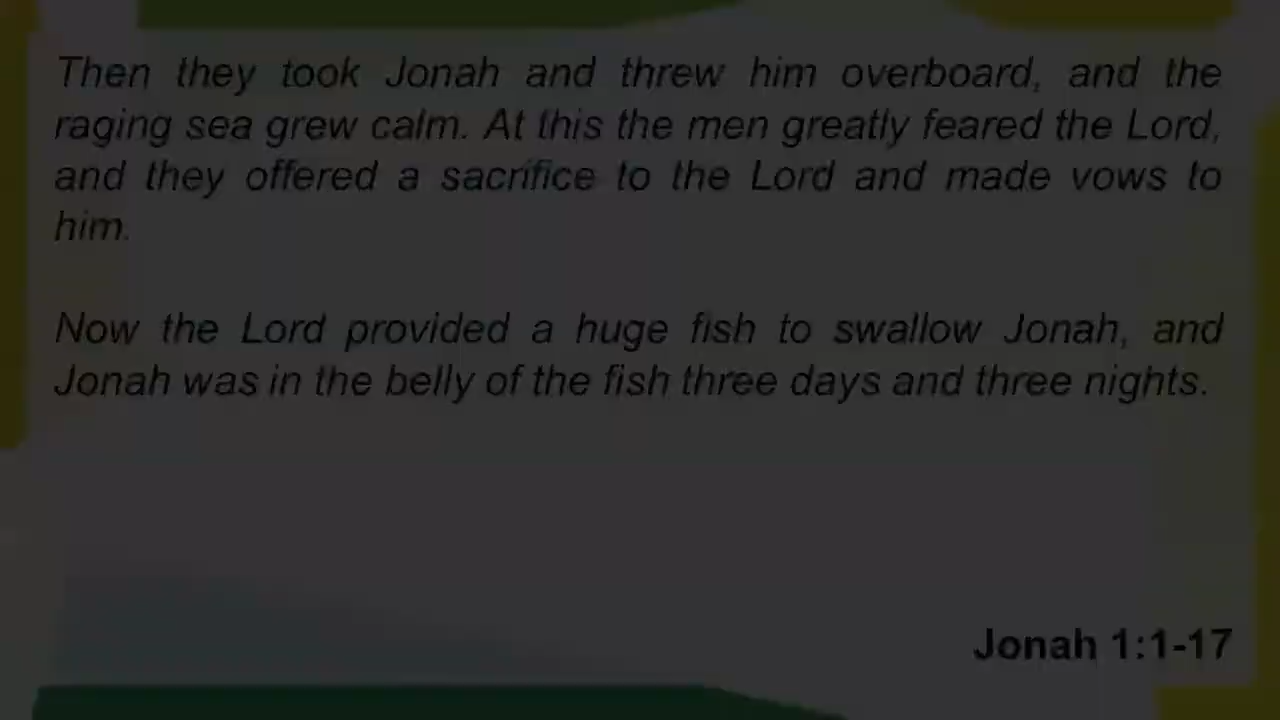 Then they took Jonah and threw him overboard, and the
raging sea grew calm. At this the men greatly feared the Lord,
and they offered a sacrifice to the Lord and made vows to
him.
Now the Lord provided a huge fish to swallow Jonah, and
Jonah was in the belly of the fish three days and three nights.
Jonah 1:1-17